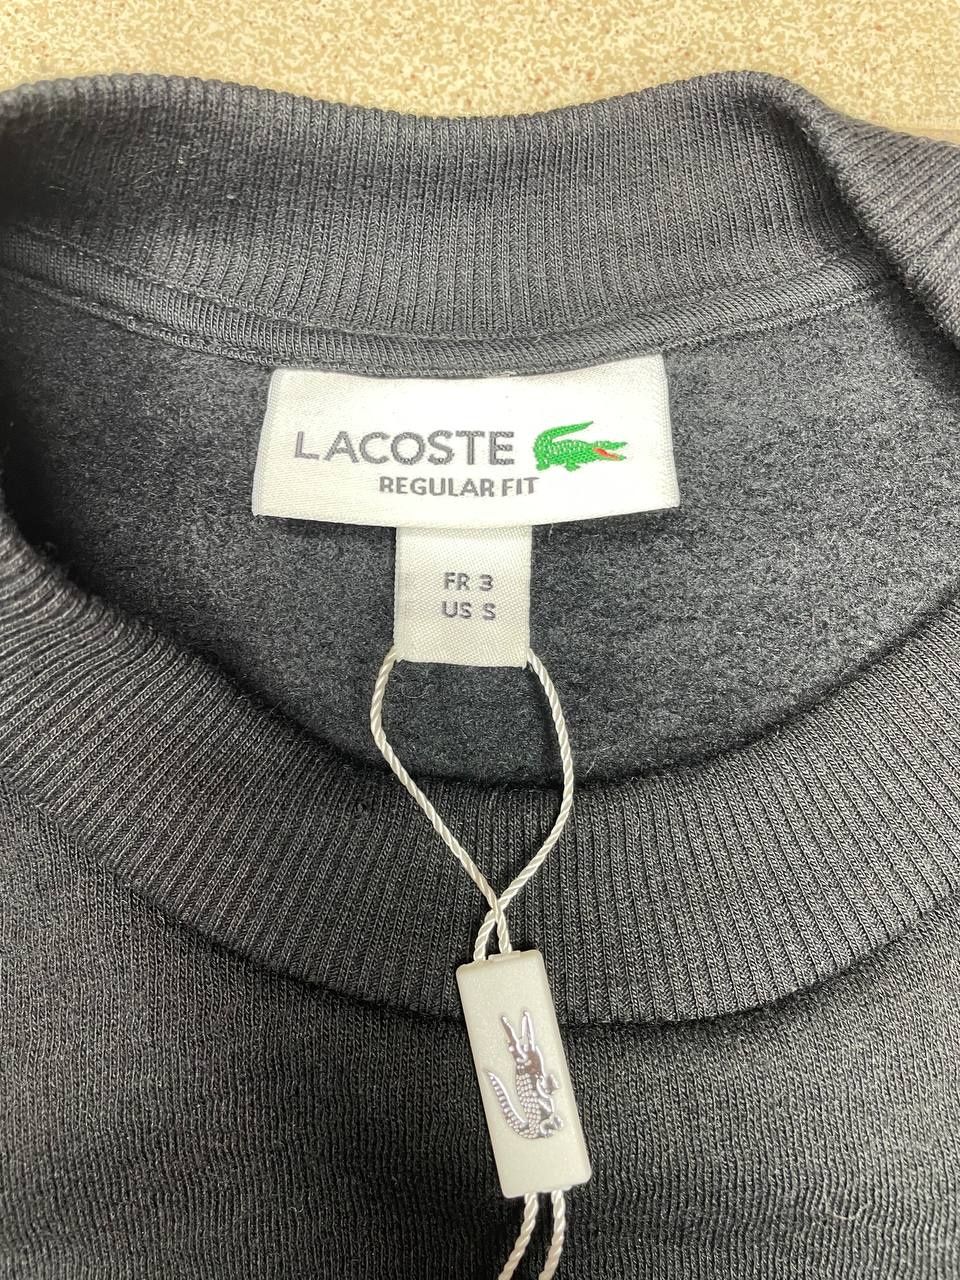 LACOSTE
REGULAR FIT
FR 3
US S